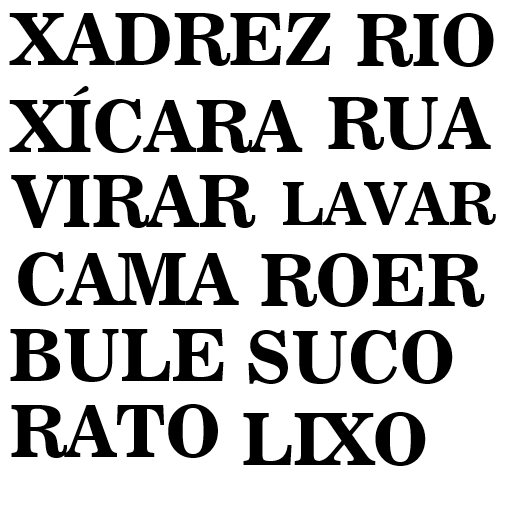 XADREZ RIO
XÍCARA RUA
VIRAR LAVAR
CAMA ROER
BULE SUCO
RATO LIXO